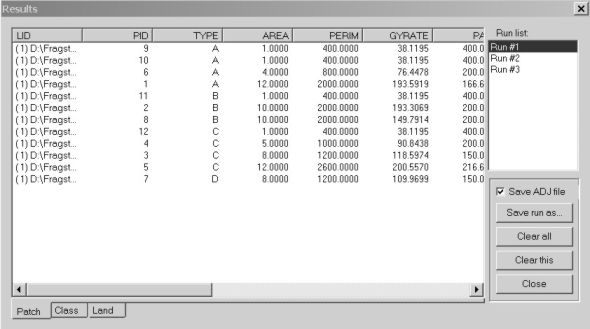 Results
LID PID TYPE AREA PERIM GYRATE PA
(1) D:\Fragst... 9 A 1.0000 400.0000 38.1195 400.0
(1) D:\Fragst... 10 A 1.0000 400.0000 38.1195 400.0
(1) D:\Fragst... 6 A 4.0000 800.0000 76.4478 200.0
(1) D:\Fragst... 1 A 12.0000 2000.0000 193.5919 166.6
(1) D:\Fragst... 11 B 1.0000 400.0000 38.1195 400.0
(1) D:\Fragst... 2 B 10.0000 2000.0000 193.3069 200.0
(1) D:\Fragst... 8 B 10.0000 2000.0000 149.7914 200.0
(1) D:\Fragst... 12 C 1.0000 400.0000 38.1195 400.0
(1) D:\Fragst... 4 C 5.0000 1000.0000 90.8438 200.0
(1) D:\Fragst... 3 C 8.0000 1200.0000 118.5974 150.0
(1) D:\Fragst... 5 C 12.0000 2600.0000 200.5570 216.6
(1) D:\Fragst... 7 D 8.0000 1200.0000 109.9699 150.0
Patch Class Land
Run list:
Run #1
Run #2
Run #3
Save ADJ file
Save run as...
Clear all
Clear this
Close